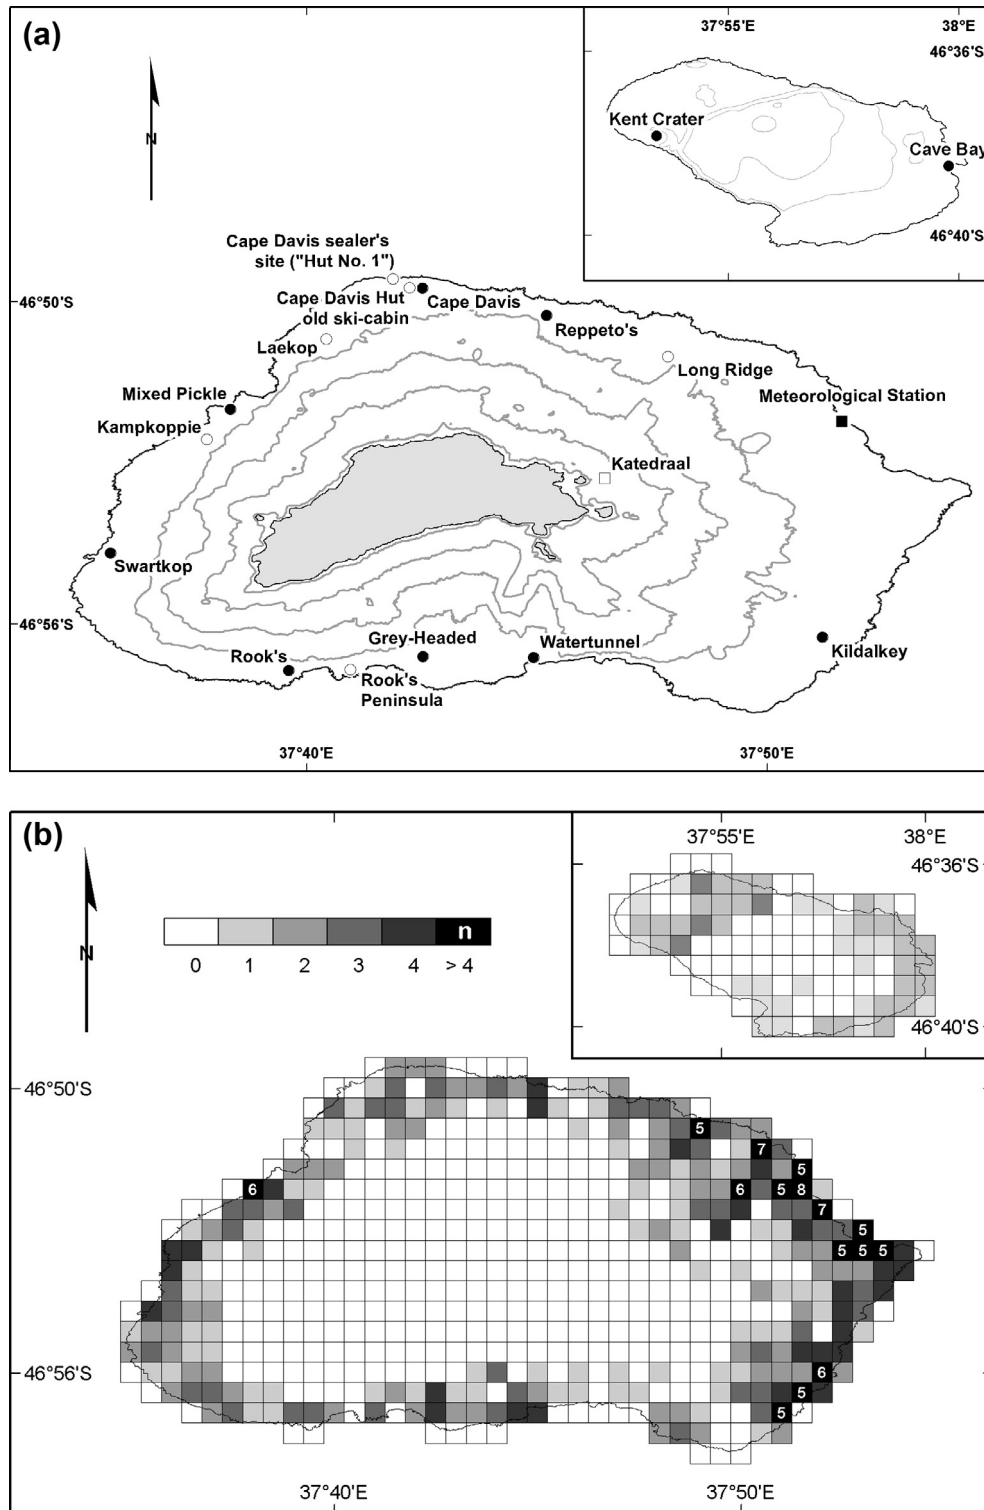 (a)
37°55'E
38°E
46°36'S
Kent Crater
Cave Bay
46°40'S
N
Cape Davis sealer's
site ("Hut No. 1")
46°50'S
Cape Davis Hut
old ski-cabin
Cape Davis
Reppeto's
Laekop
Long Ridge
Mixed Pickle
Meteorological Station
Kampkoppie
Katedraal
Swartkop
46°56'S
Grey-Headed
Watertunnel
Kildalkey
Rook's
Rook's
Peninsula
37°40'E
37°50'E
(b)
37°55'E
38°E
46°36'S
N
n
0 1 2 3 4 > 4
46°40'S
46°50'S
5
7
5
6
6 5 8
7
5
5 5 5
46°56'S
6
5
5
37°40'E
37°50'E